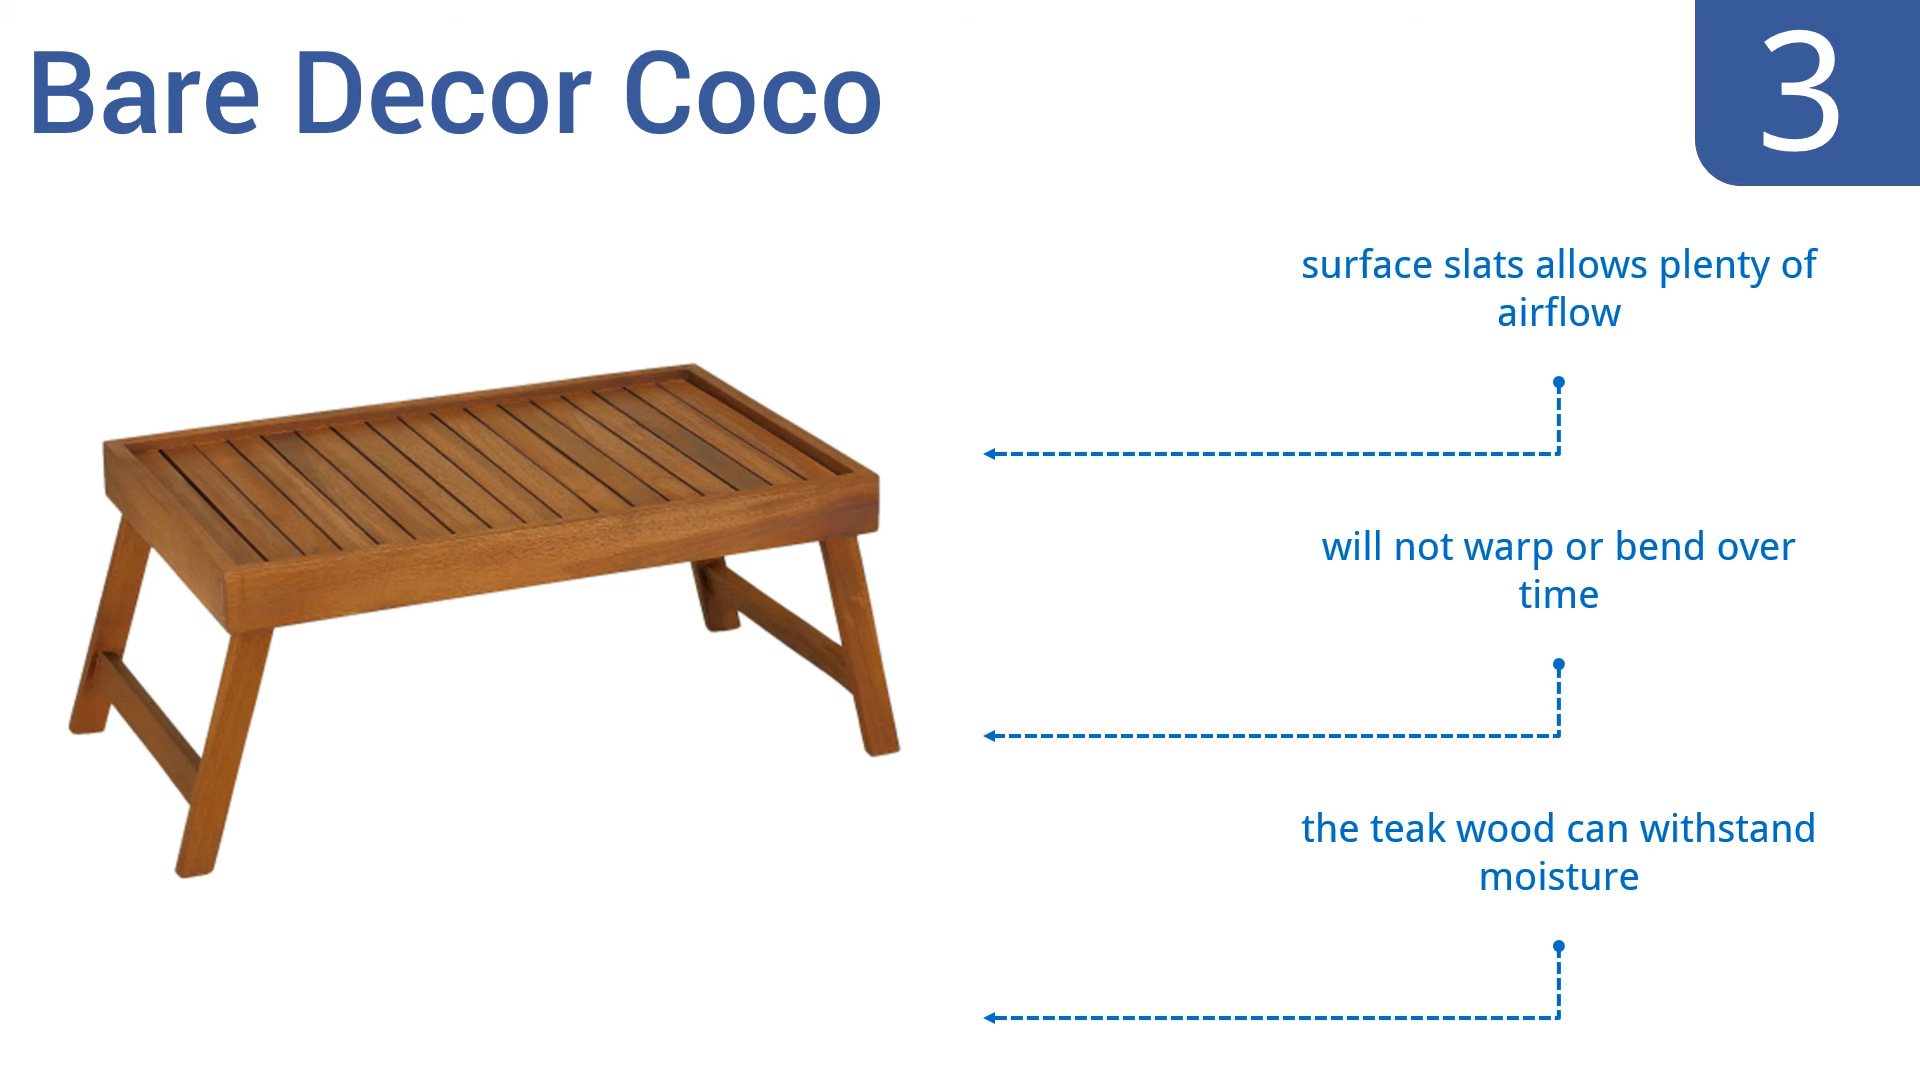 Bare Decor Coco
3
surface slats allows plenty of
airflow
will not warp or bend over
time
the teak wood can withstand
moisture